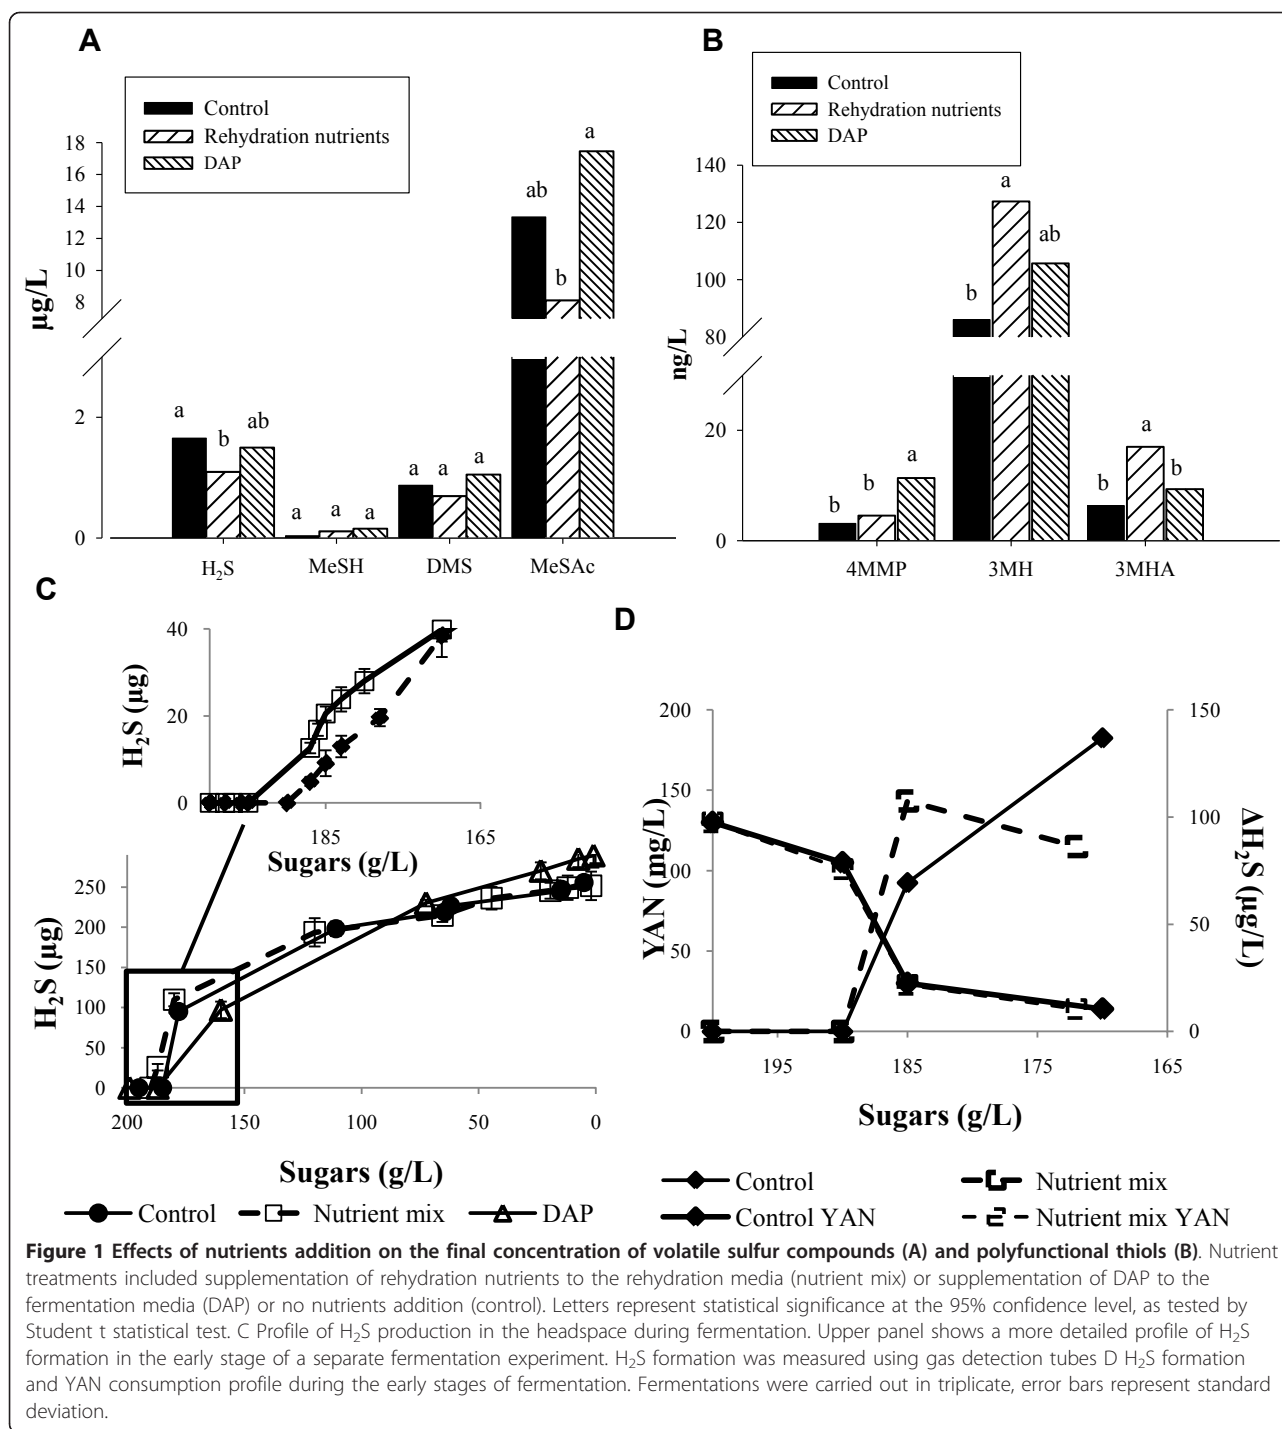 A
Control
Rehydration nutrients
DAP
18
16
14
12
10
8
2
0
µg/L
a
b
ab
a
a
a
a
a
a
ab
b
a
H₂S
MeSH
DMS
MeSAc
B
Control
Rehydration nutrients
DAP
140
120
100
80
20
0
ng/L
b
b
a
b
a
ab
b
a
b
4MMP
3MH
3MHA
C
40
20
0
H₂S (µg)
185
165
Sugars (g/L)
250
200
150
100
50
0
H₂S (µg)
200
150
100
50
0
Sugars (g/L)
Control
Nutrient mix
DAP
D
200
150
100
50
0
YAN (mg/L)
150
100
50
0
ΔH₂S (µg/L)
195
185
175
165
Sugars (g/L)
Control
Nutrient mix
Control YAN
Nutrient mix YAN
Figure 1 Effects of nutrients addition on the final concentration of volatile sulfur compounds (A) and polyfunctional thiols (B). Nutrient
treatments included supplementation of rehydration nutrients to the rehydration media (nutrient mix) or supplementation of DAP to the
fermentation media (DAP) or no nutrients addition (control). Letters represent statistical significance at the 95% confidence level, as tested by
Student t statistical test. C Profile of H₂S production in the headspace during fermentation. Upper panel shows a more detailed profile of H₂S
formation in the early stage of a separate fermentation experiment. H₂S formation was measured using gas detection tubes D H₂S formation
and YAN consumption profile during the early stages of fermentation. Fermentations were carried out in triplicate, error bars represent standard
deviation.